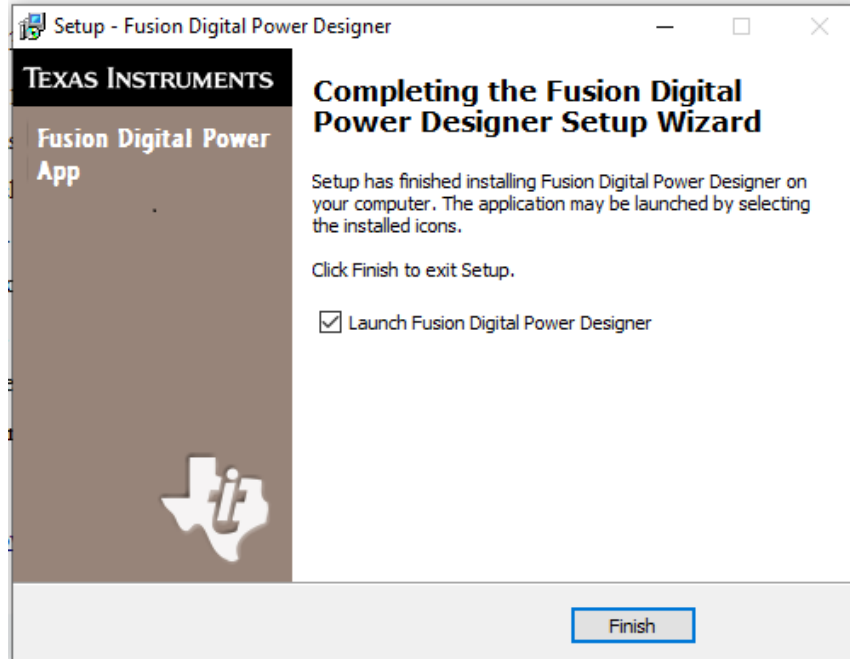 Setup - Fusion Digital Power Designer
TEXAS INSTRUMENTS
Fusion Digital Power
App
Completing the Fusion Digital
Power Designer Setup Wizard
Setup has finished installing Fusion Digital Power Designer on
your computer. The application may be launched by selecting
the installed icons.
Click Finish to exit Setup.
Launch Fusion Digital Power Designer
Finish